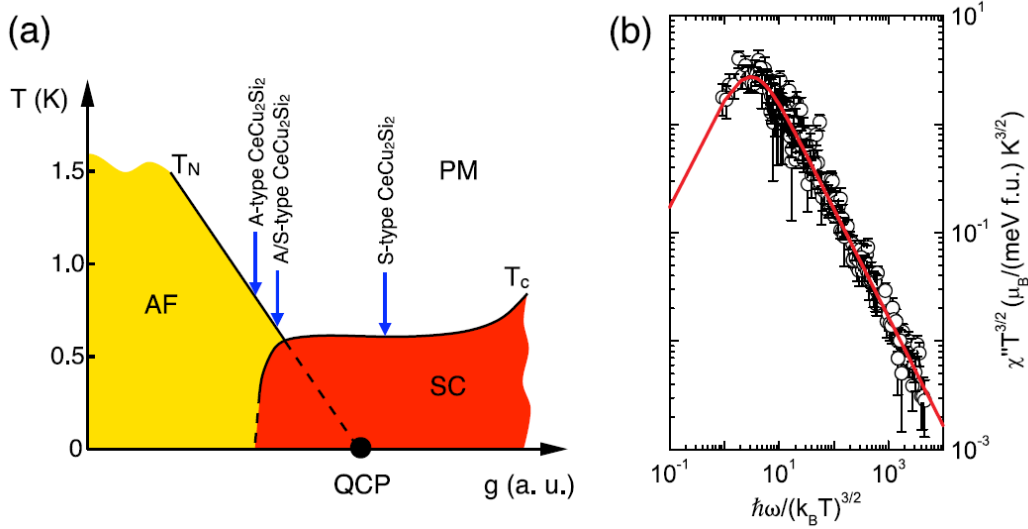 (a)
T (K)
1.5
1.0
0.5
0
T_N
A-type CeCu2Si2
A/S-type CeCu2Si2
S-type CeCu2Si2
PM
AF
T_c
SC
QCP
g (a. u.)
(b)
10^1
10^-1
10^-3
χ''T^3/2 (μ_B/(meV f.u.) K^3/2)
10^-1
10^1
10^3
ħω/(k_BT)^3/2